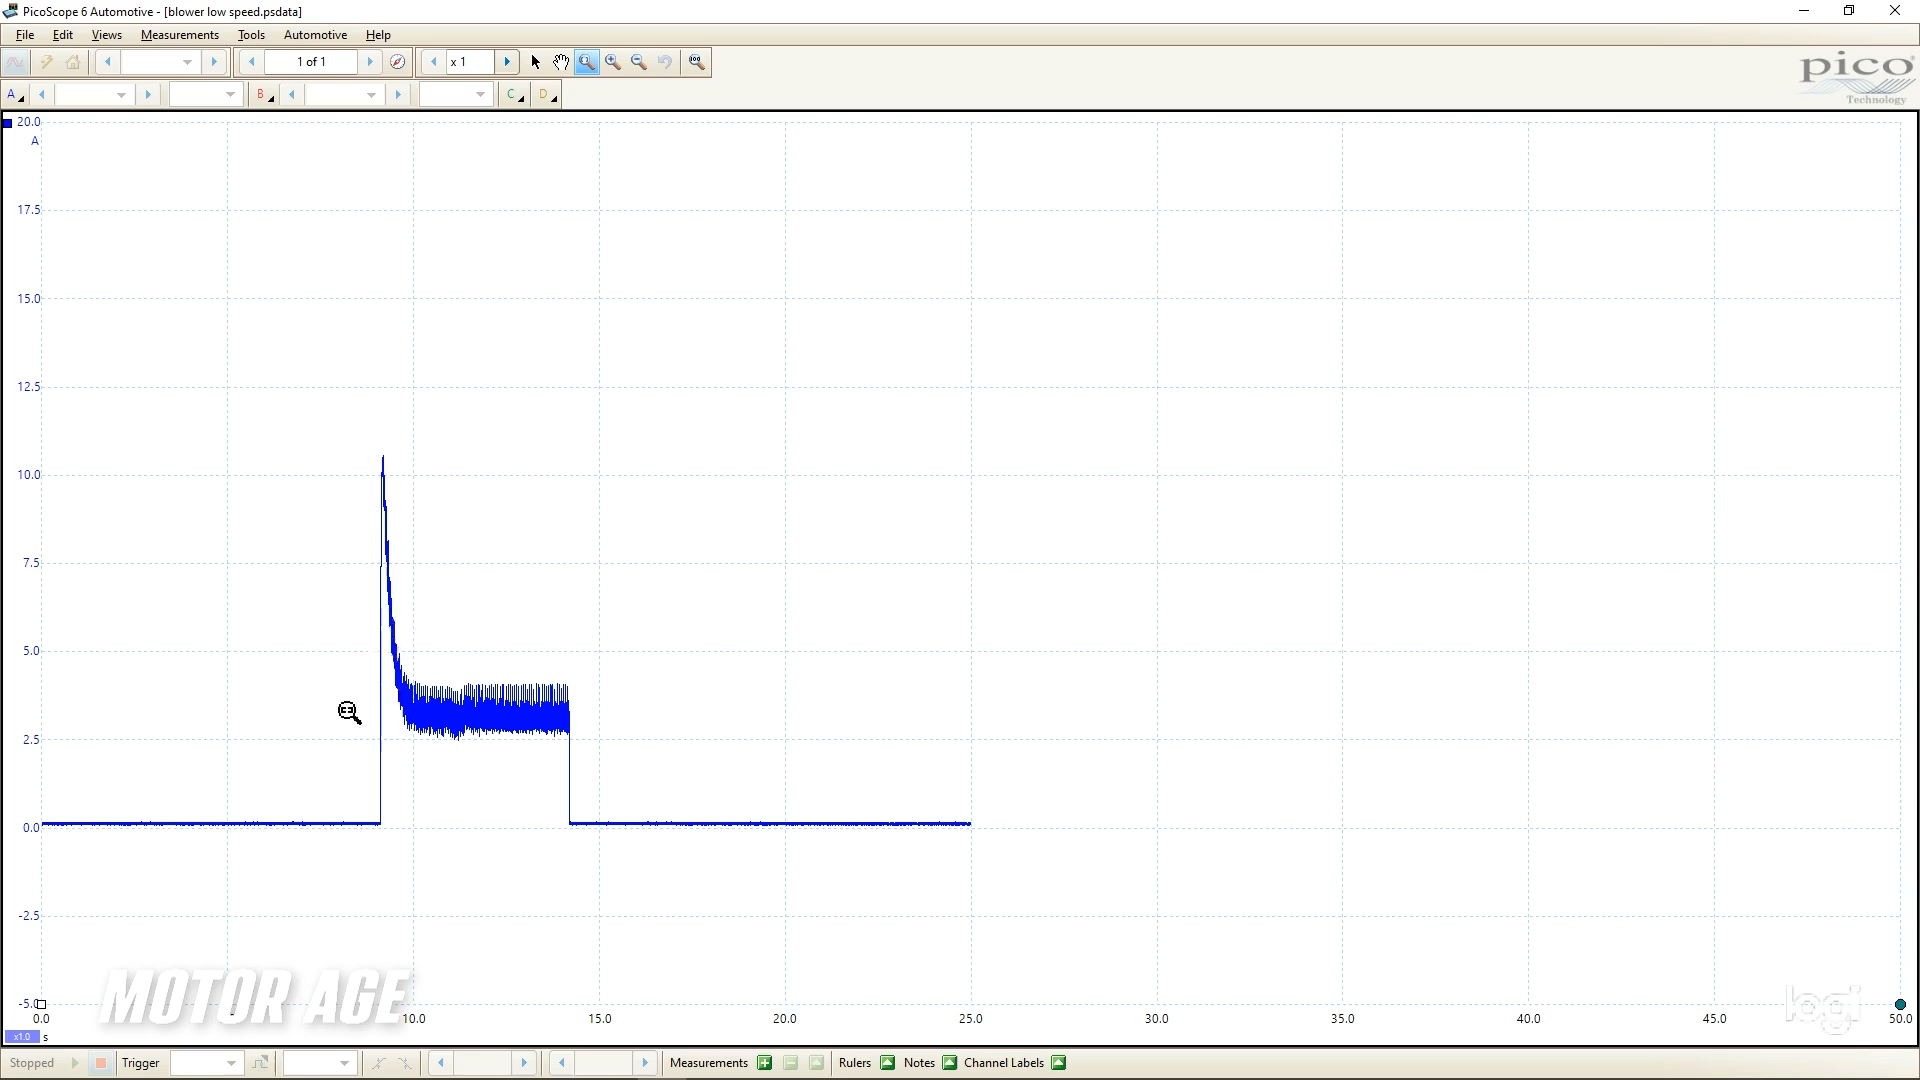 PicoScope 6 Automotive - [blower low speed.psdata]
File Edit Views Measurements Tools Automotive Help
1 of 1 x 1
pico
Technology
A B C D
20.0
A
17.5
15.0
12.5
10.0
7.5
5.0
2.5
0.0
-2.5
-5.0
0.0 10.0 15.0 20.0 25.0 30.0 35.0 40.0 45.0 50.0
x1.0 s
MOTOR AGE
logi
Stopped Trigger Measurements Rulers Notes Channel Labels